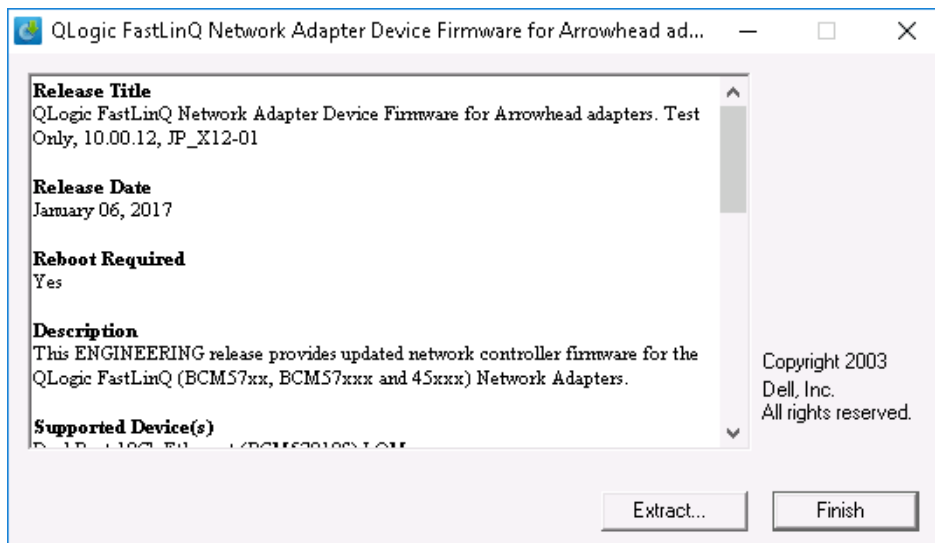 QLogic FastLinQ Network Adapter Device Firmware for Arrowhead ad...
Release Title
QLogic FastLinQ Network Adapter Device Firmware for Arrowhead adapters. Test
Only, 10.00.12, JP_X12-01
Release Date
January 06, 2017
Reboot Required
Yes
Description
This ENGINEERING release provides updated network controller firmware for the
QLogic FastLinQ (BCM57xx, BCM57xxx and 45xxx) Network Adapters.
Supported Device(s)
Copyright 2003
Dell, Inc.
All rights reserved.
Extract...
Finish